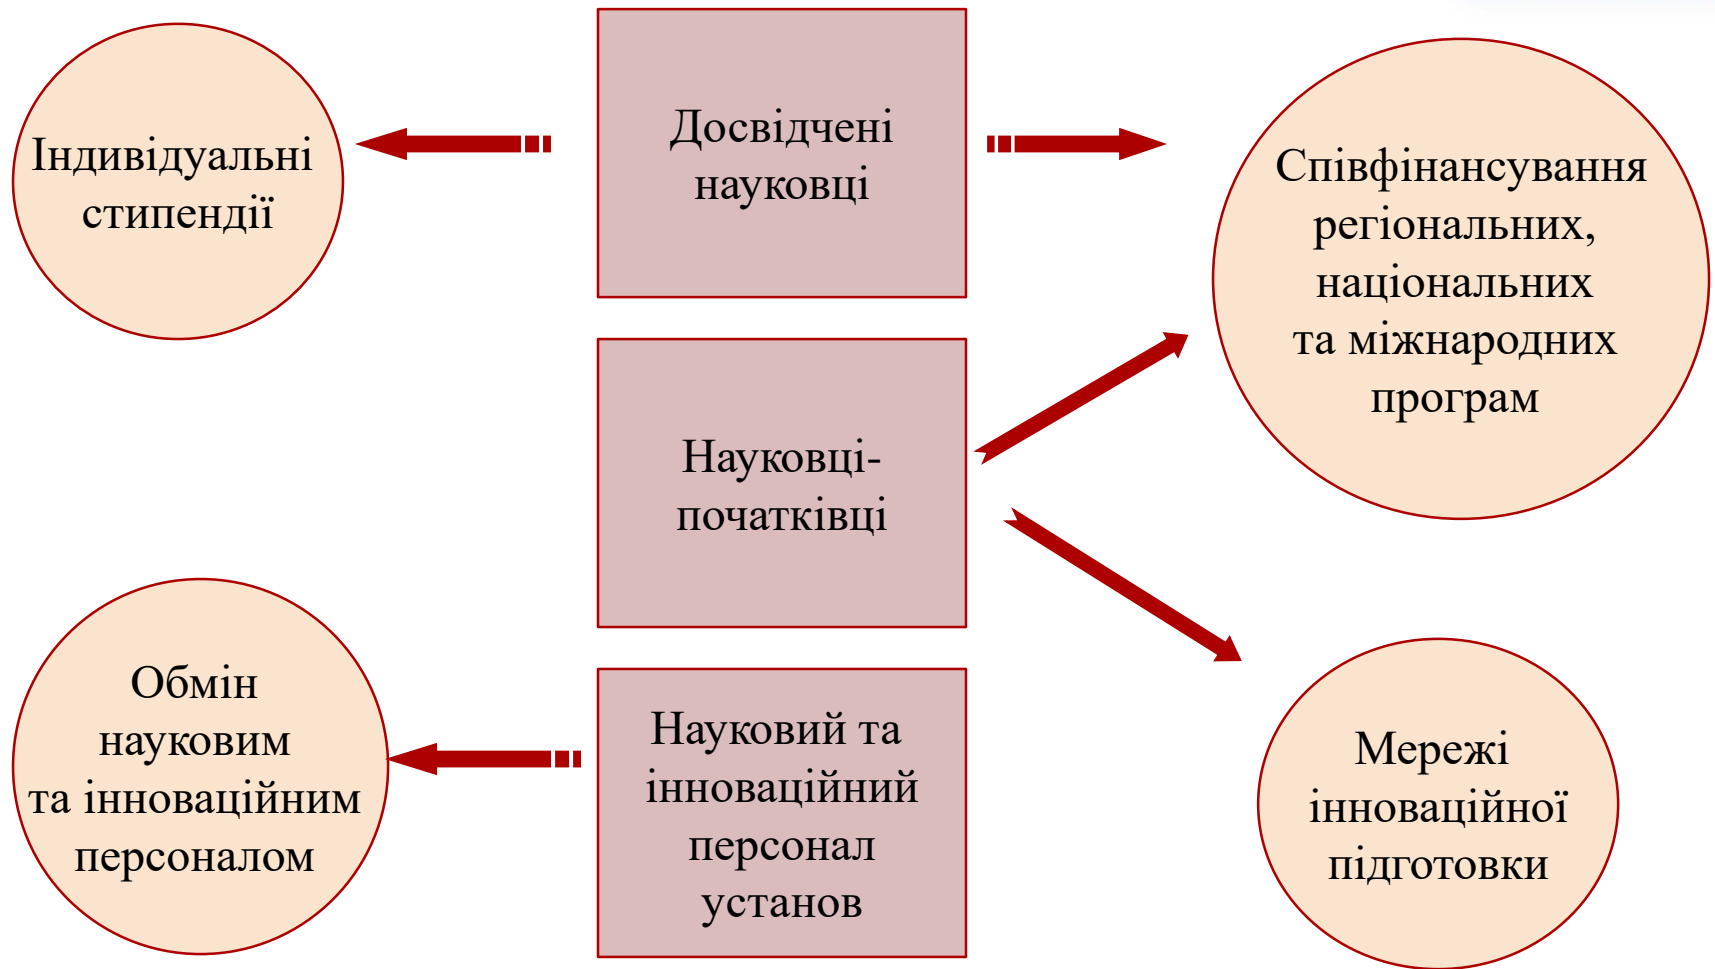 Індивідуальні
стипендії
Досвідчені
науковці
Співфінансування
регіональних,
національних
та міжнародних
програм
Науковці-
початківці
Обмін
науковим
та інноваційним
персоналом
Науковий та
інноваційний
персонал
установ
Мережі
інноваційної
підготовки